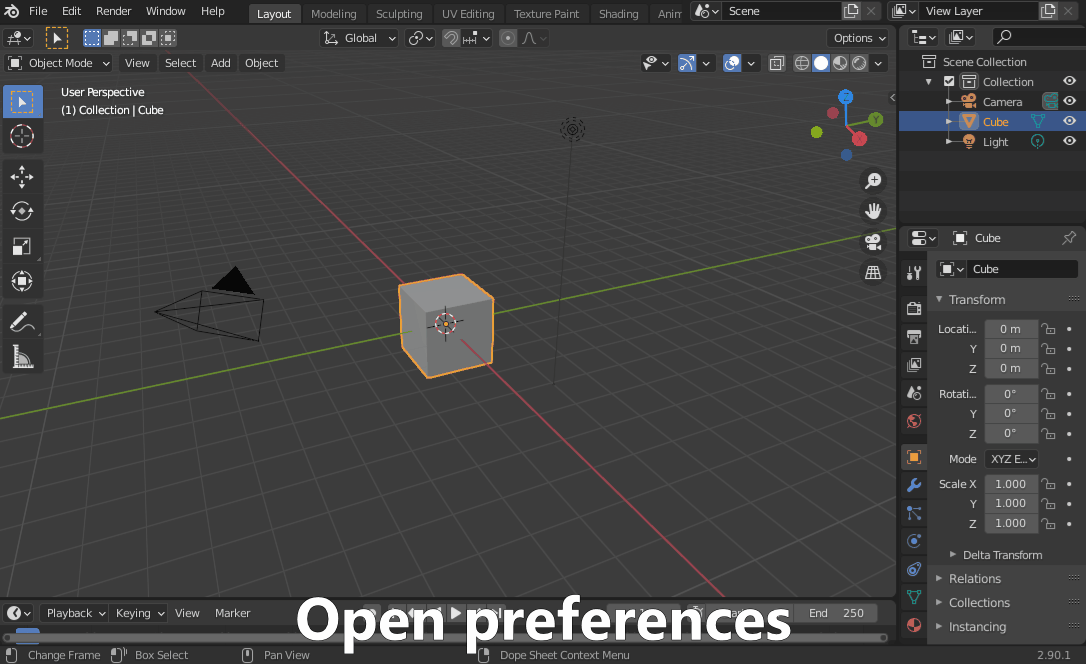 File Edit Render Window Help Layout Modeling Sculpting UV Editing Texture Paint Shading Scene View Layer
Global Options
Object Mode View Select Add Object
User Perspective
(1) Collection | Cube
Z
Y
X
Scene Collection
Collection
Camera
Cube
Light
Cube
Cube
Transform
Locati... 0 m
Y 0 m
Z 0 m
Rotati... 0°
Y 0°
Z 0°
Mode XYZ E...
Scale X 1.000
Y 1.000
Z 1.000
Delta Transform
Relations
Collections
Instancing
Playback Keying View Marker End 250
Open preferences
Change Frame Box Select Pan View Dope Sheet Context Menu 2.90.1